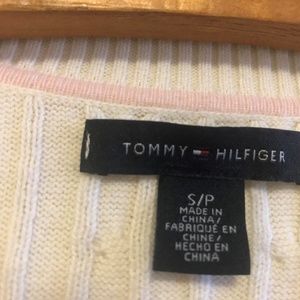 TOMMY HILFIGER
S/P
MADE IN
CHINA/
FABRIQUÉ EN
CHINE/
HECHO EN
CHINA